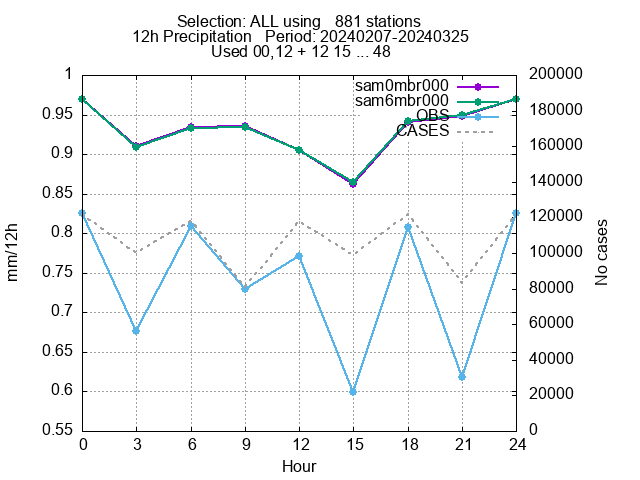 Selection: ALL using   881 stations
12h Precipitation   Period: 20240207-20240325
Used 00,12 + 12 15 ... 48
sam0mbr000
sam6mbr000
OBS
CASES
1
0.95
0.9
0.85
0.8
0.75
0.7
0.65
0.6
0.55
mm/12h
200000
180000
160000
140000
120000
100000
80000
60000
40000
20000
0
No cases
0 3 6 9 12 15 18 21 24
Hour